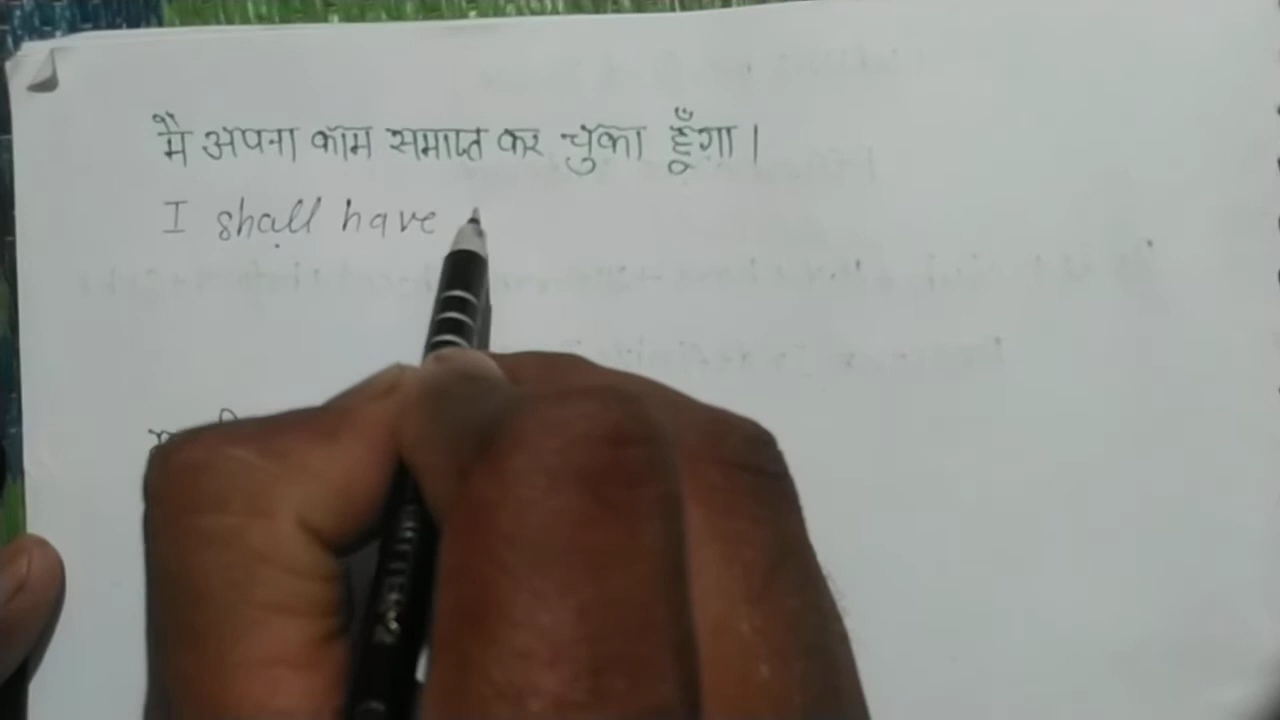 मै अपना काम समाप्त कर चुका हूँगा।
I shall have